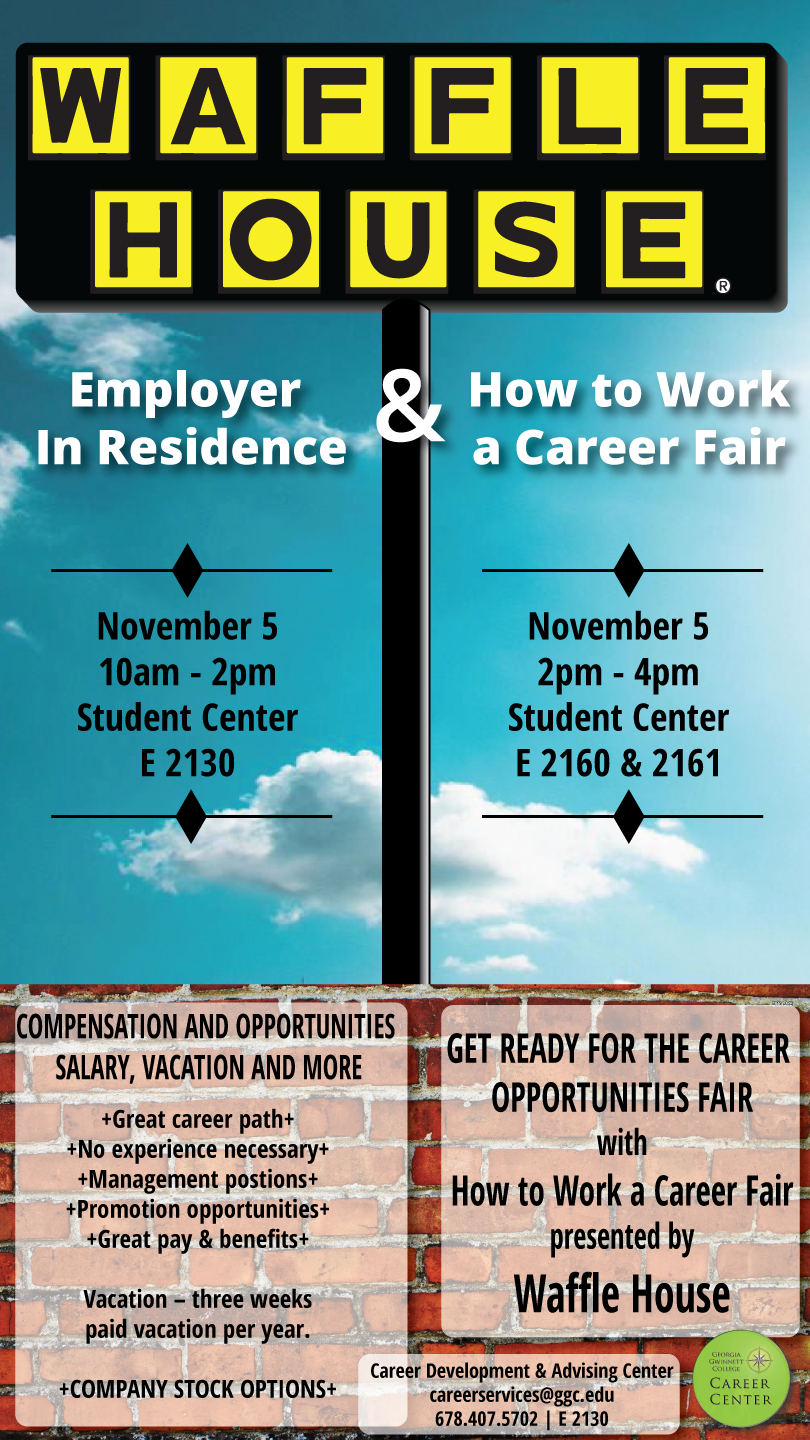 WAFFLE
HOUSE®
Employer
In Residence
&
How to Work
a Career Fair
November 5
10am - 2pm
Student Center
E 2130
November 5
2pm - 4pm
Student Center
E 2160 & 2161
COMPENSATION AND OPPORTUNITIES
SALARY, VACATION AND MORE
+Great career path+
+No experience necessary+
+Management postions+
+Promotion opportunities+
+Great pay & benefits+
Vacation – three weeks
paid vacation per year.
+COMPANY STOCK OPTIONS+
GET READY FOR THE CAREER
OPPORTUNITIES FAIR
with
How to Work a Career Fair
presented by
Waffle House
Career Development & Advising Center
careerservices@ggc.edu
678.407.5702 | E 2130
GEORGIA
GWINNETT
COLLEGE
CAREER
CENTER